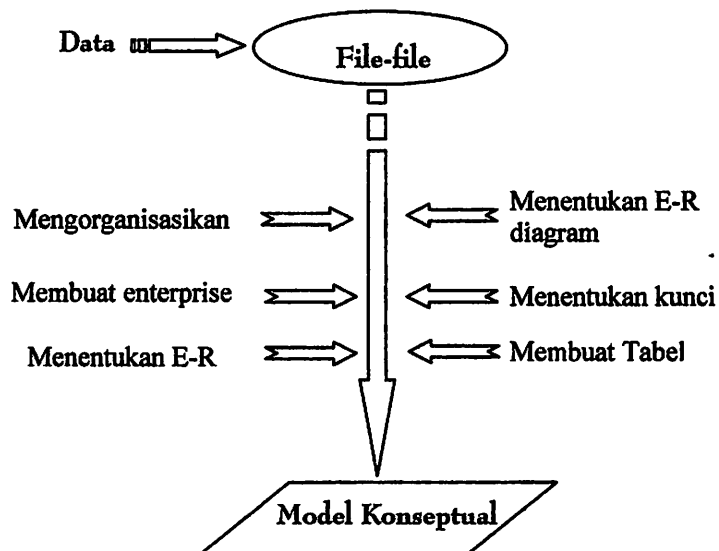 Data
File-file
Mengorganisasikan
Membuat enterprise
Menentukan E-R
Menentukan E-R
diagram
Menentukan kunci
Membuat Tabel
Model Konseptual